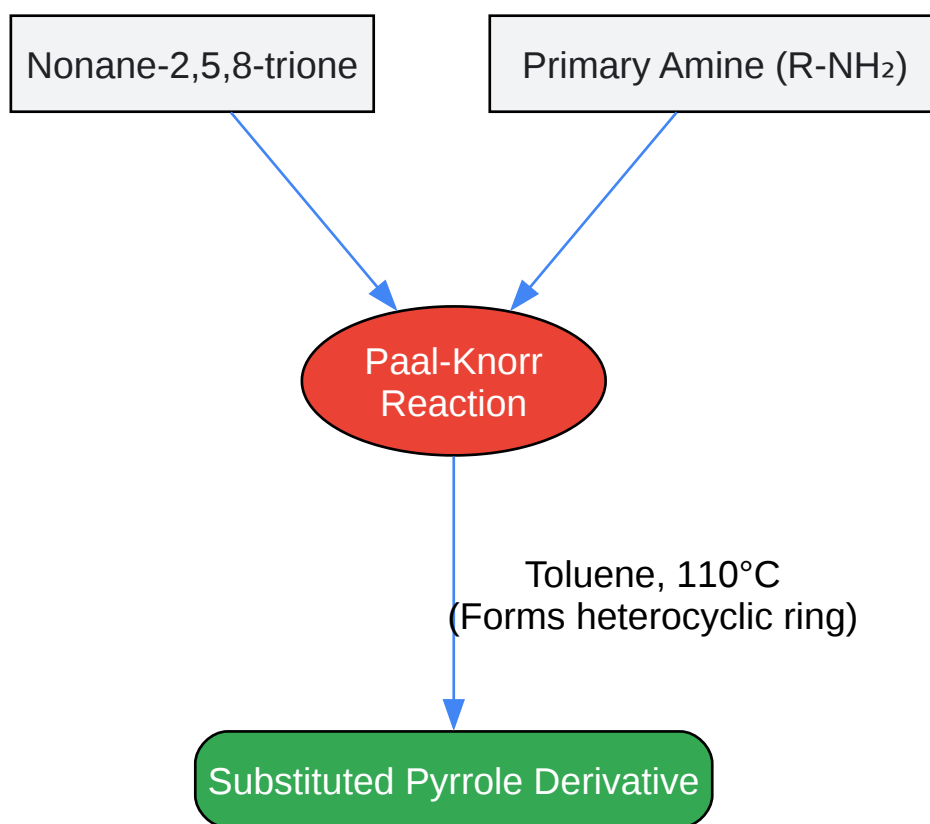 Nonane-2,5,8-trione
Primary Amine (R-NH₂)
Paal-Knorr
Reaction
Toluene, 110°C
(Forms heterocyclic ring)
Substituted Pyrrole Derivative